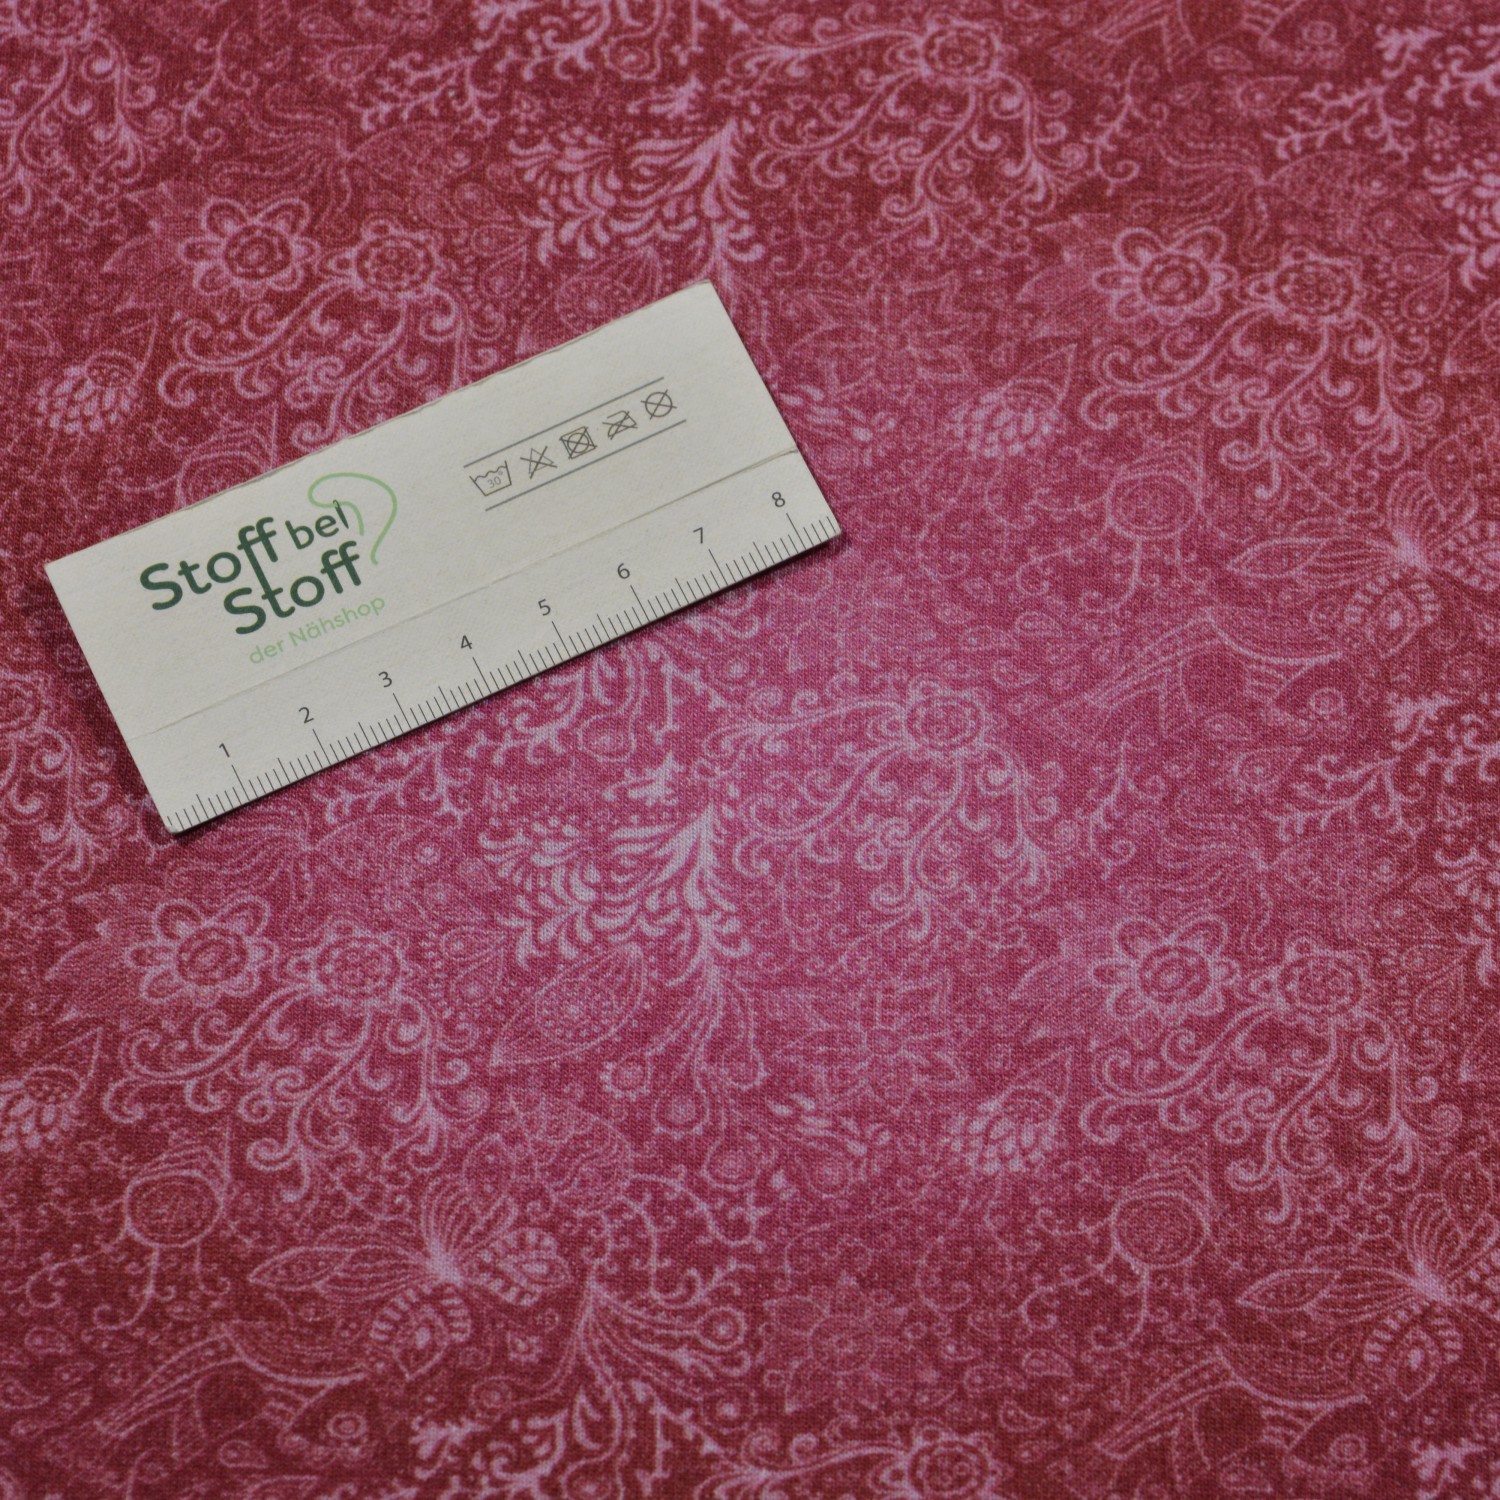 Stoff bei
Stoff
der Nähshop
30°
1 2 3 4 5 6 7 8